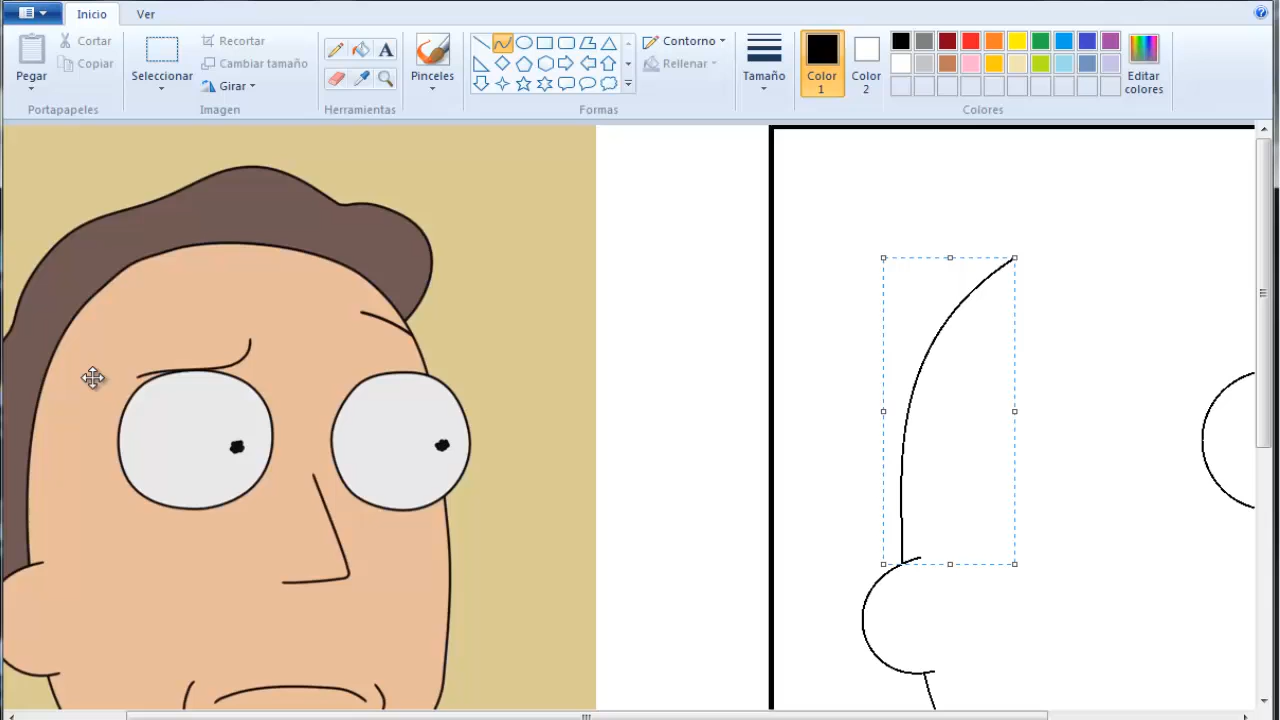 Inicio
Ver
Pegar
Cortar
Copiar
Portapapeles
Seleccionar
Recortar
Cambiar tamaño
Girar
Imagen
A
Herramientas
Pinceles
Contorno
Rellenar
Formas
Tamaño
Color
1
Color
2
Editar
colores
Colores